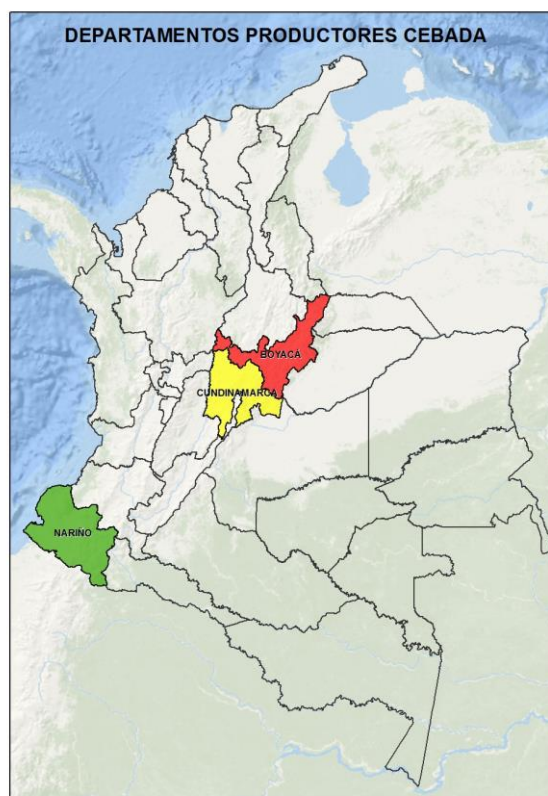 DEPARTAMENTOS PRODUCTORES CEBADA
BOYACÁ
CUNDINAMARCA
NARIÑO